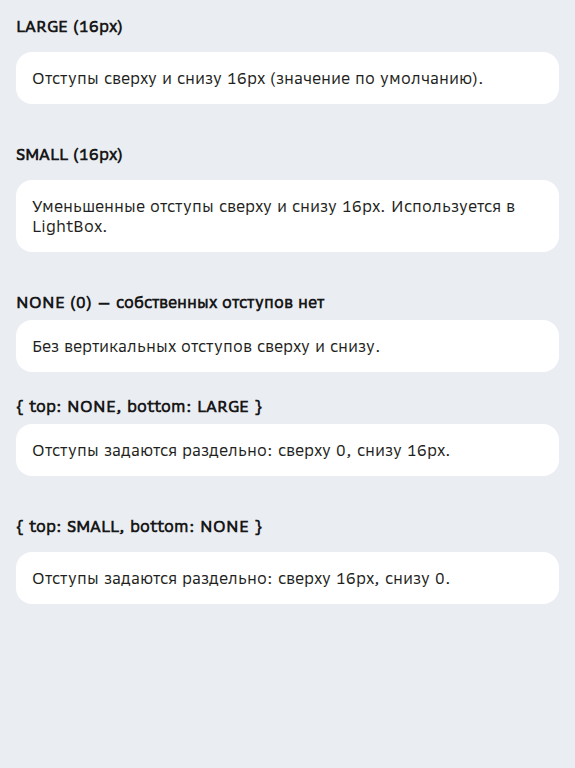 LARGE (16px)
Отступы сверху и снизу 16px (значение по умолчанию).
SMALL (16px)
Уменьшенные отступы сверху и снизу 16px. Используется в
LightBox.
NONE (0) — собственных отступов нет
Без вертикальных отступов сверху и снизу.
{ top: NONE, bottom: LARGE }
Отступы задаются раздельно: сверху 0, снизу 16px.
{ top: SMALL, bottom: NONE }
Отступы задаются раздельно: сверху 16px, снизу 0.